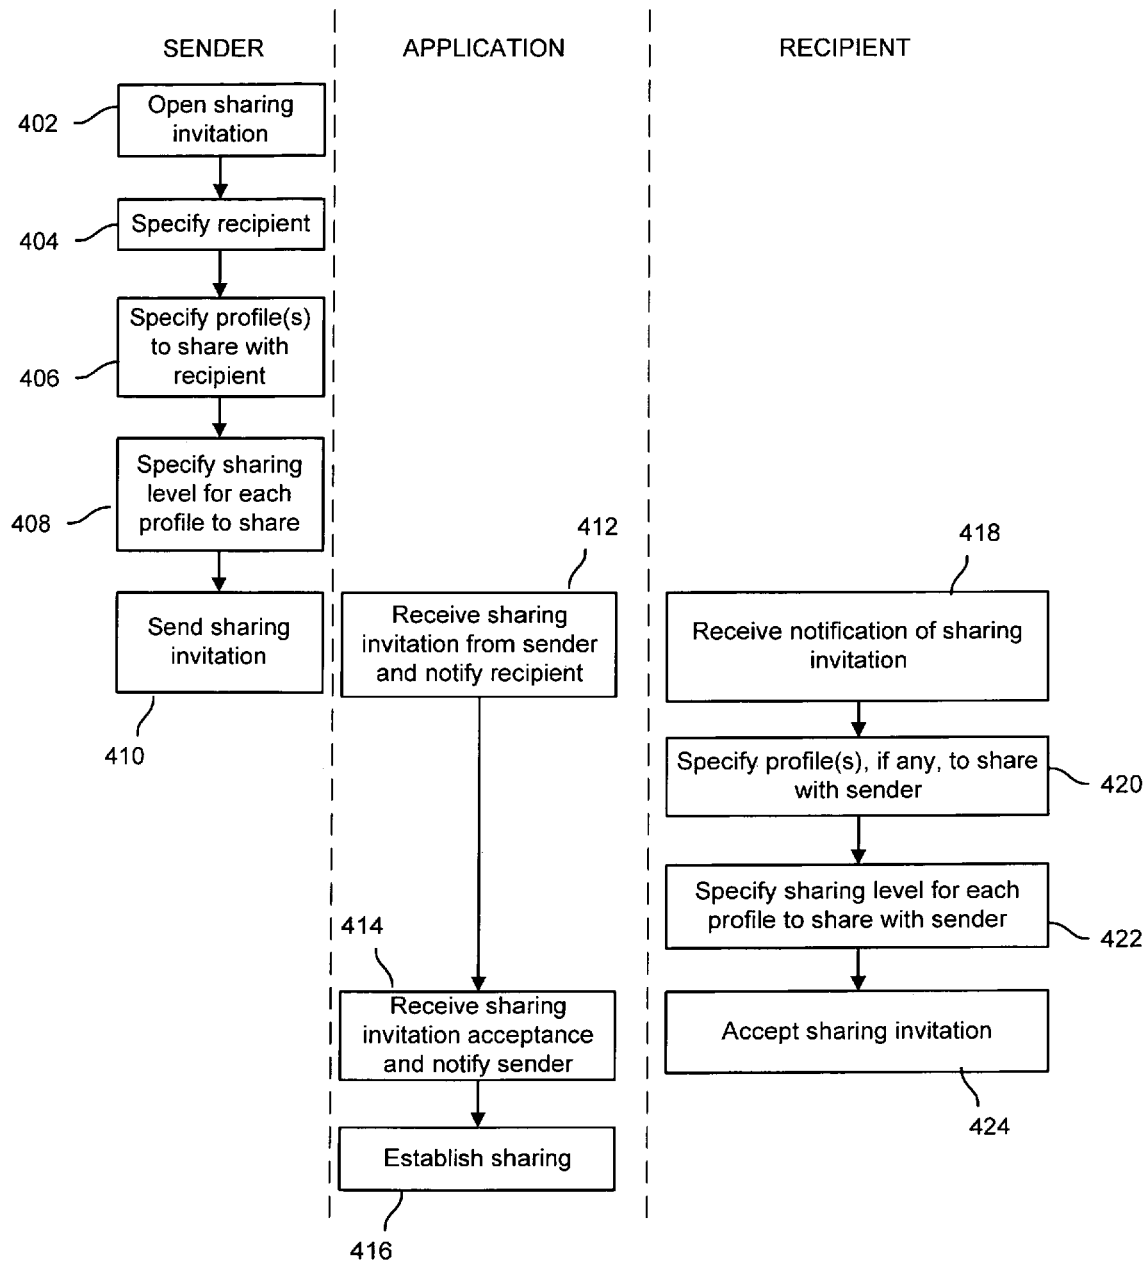 SENDER
APPLICATION
RECIPIENT
402
Open sharing
invitation
404
Specify recipient
406
Specify profile(s)
to share with
recipient
408
Specify sharing
level for each
profile to share
410
Send sharing
invitation
412
Receive sharing
invitation from sender
and notify recipient
414
Receive sharing
invitation acceptance
and notify sender
Establish sharing
416
418
Receive notification of sharing
invitation
Specify profile(s), if any, to share
with sender
420
Specify sharing level for each
profile to share with sender
422
Accept sharing invitation
424